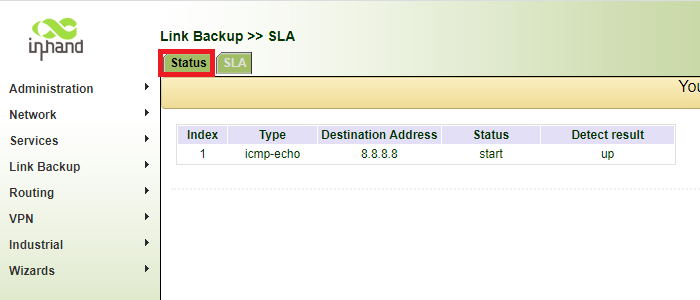 inhand
Link Backup >> SLA
Status SLA
Administration
Network
Services
Link Backup
Routing
VPN
Industrial
Wizards
You
Index Type Destination Address Status Detect result
1 icmp-echo 8.8.8.8 start up